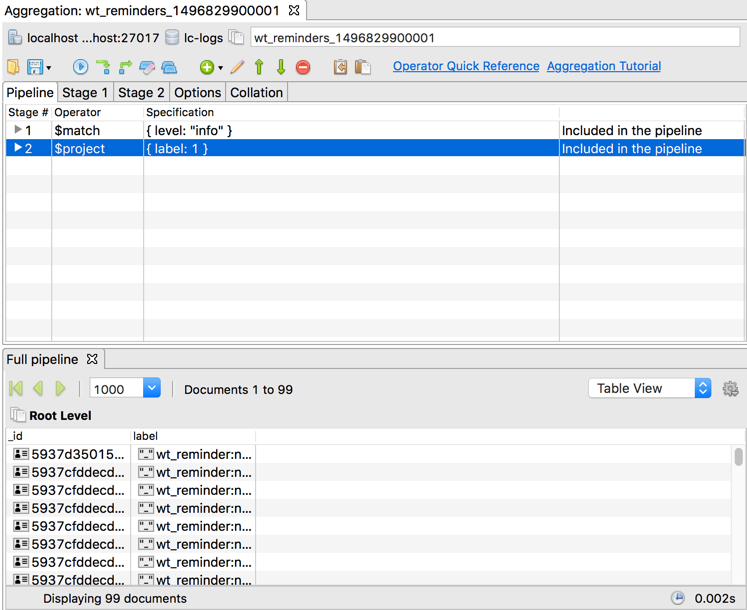 Aggregation: wt_reminders_1496829900001
localhost ...host:27017 lc-logs wt_reminders_1496829900001
Operator Quick Reference Aggregation Tutorial
Pipeline Stage 1 Stage 2 Options Collation
Stage # Operator Specification
1 $match { level: "info" } Included in the pipeline
2 $project { label: 1 } Included in the pipeline
Full pipeline
1000 Documents 1 to 99 Table View
Root Level
_id label
5937d35015... "_" wt_reminder:n...
5937cfddecd... "_" wt_reminder:n...
5937cfddecd... "_" wt_reminder:n...
5937cfddecd... "_" wt_reminder:n...
5937cfddecd... "_" wt_reminder:n...
5937cfddecd... "_" wt_reminder:n...
5937cfddecd... "_" wt_reminder:n...
5937cfddecd... "_" wt_reminder:n...
Displaying 99 documents 0.002s